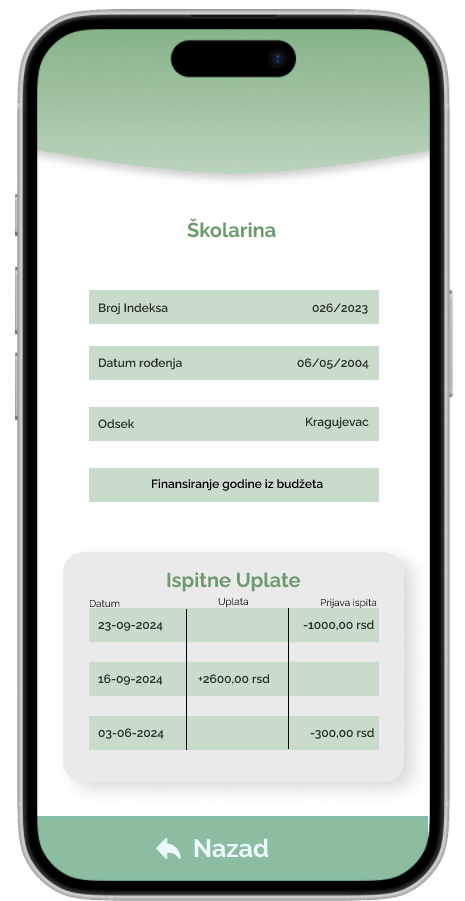 Školarina
Broj Indeksa 026/2023
Datum rođenja 06/05/2004
Odsek Kragujevac
Finansiranje godine iz budžeta
Ispitne Uplate
Datum Uplata Prijava ispita
23-09-2024 -1000,00 rsd
16-09-2024 +2600,00 rsd
03-06-2024 -300,00 rsd
Nazad